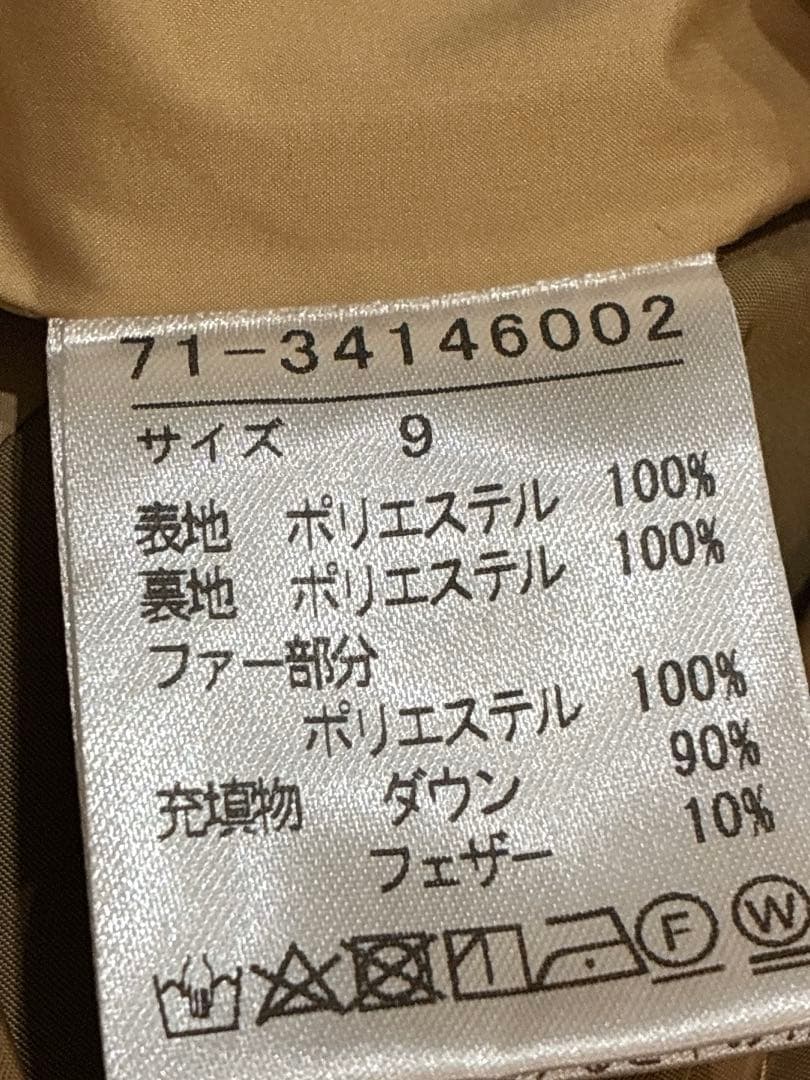 71-34146002
サイズ 9
表地 ポリエステル 100%
裏地 ポリエステル 100%
ファー部分
ポリエステル 100%
充填物 ダウン 90%
フェザー 10%
F W